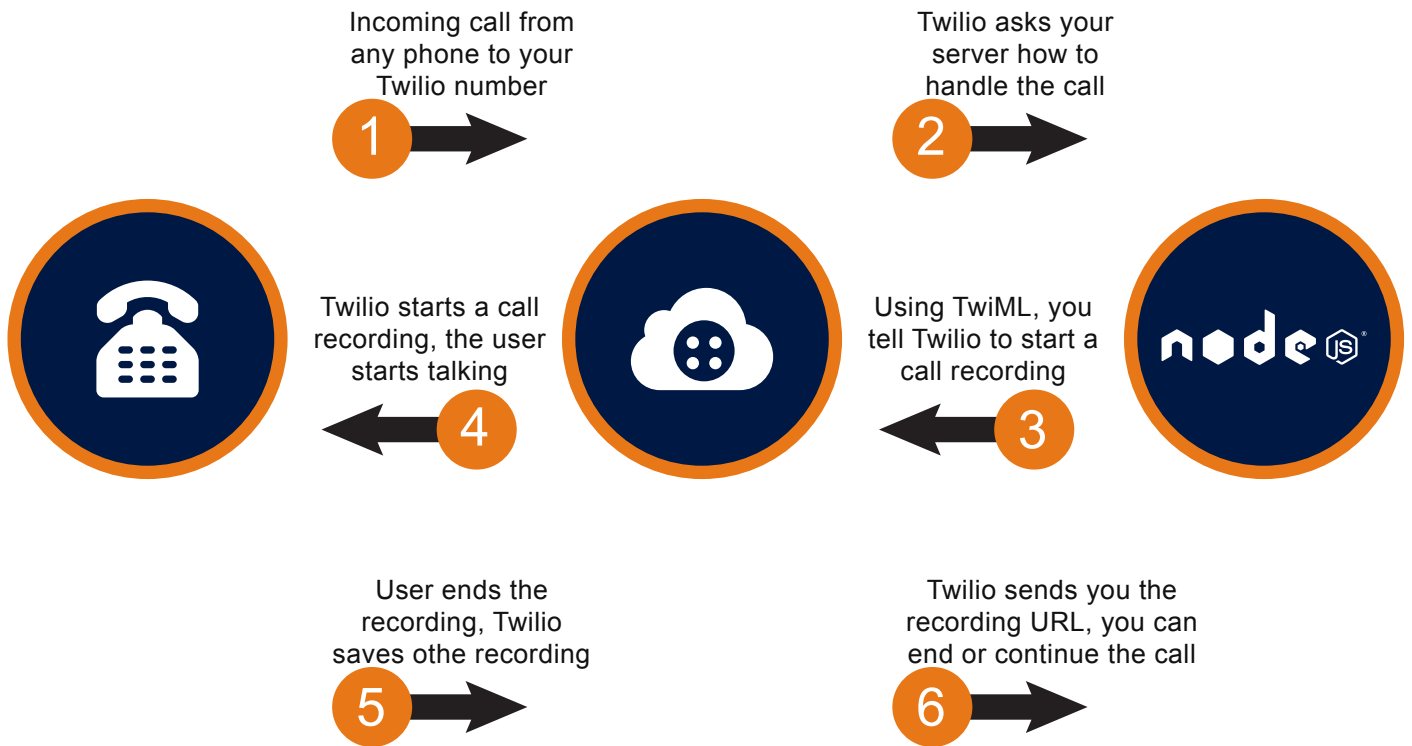 Incoming call from
any phone to your
Twilio number
1
Twilio asks your
server how to
handle the call
2
Twilio starts a call
recording, the user
starts talking
4
Using TwiML, you
tell Twilio to start a
call recording
3
node JS®
User ends the
recording, Twilio
saves othe recording
5
Twilio sends you the
recording URL, you can
end or continue the call
6